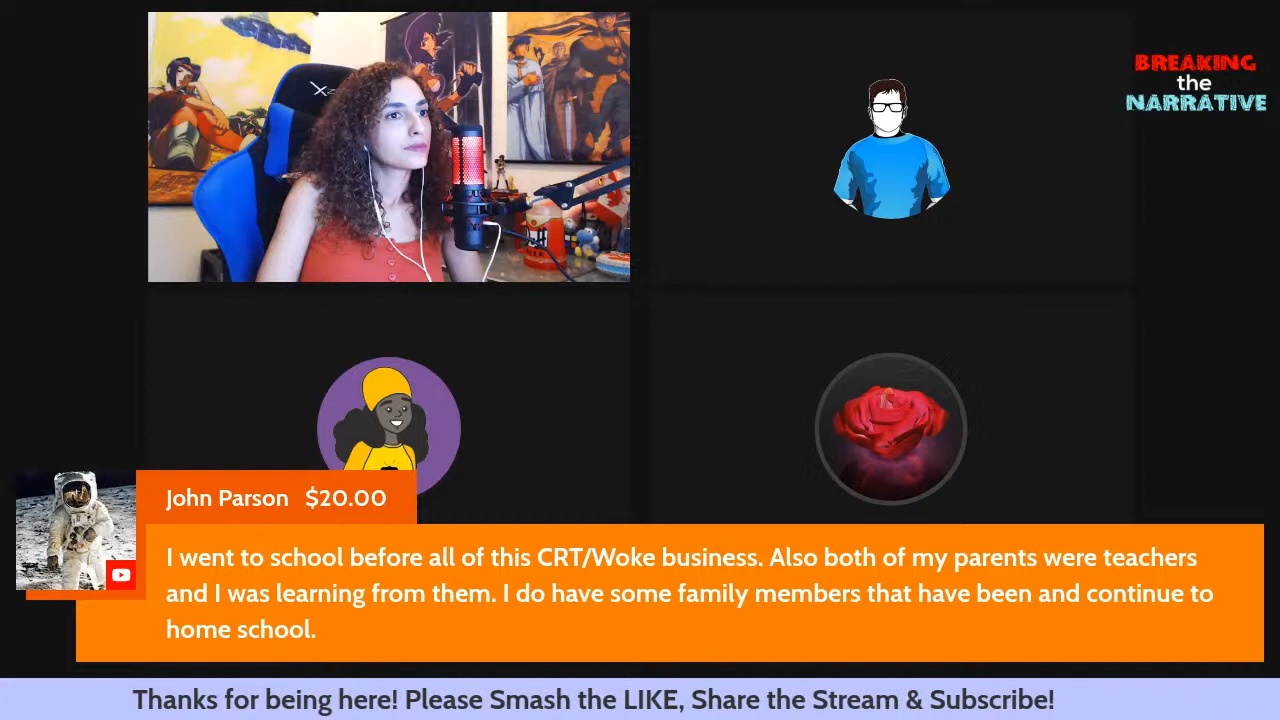 BREAKING
the
NARRATIVE
John Parson $20.00
I went to school before all of this CRT/Woke business. Also both of my parents were teachers
and I was learning from them. I do have some family members that have been and continue to
home school.
Thanks for being here! Please Smash the LIKE, Share the Stream & Subscribe!